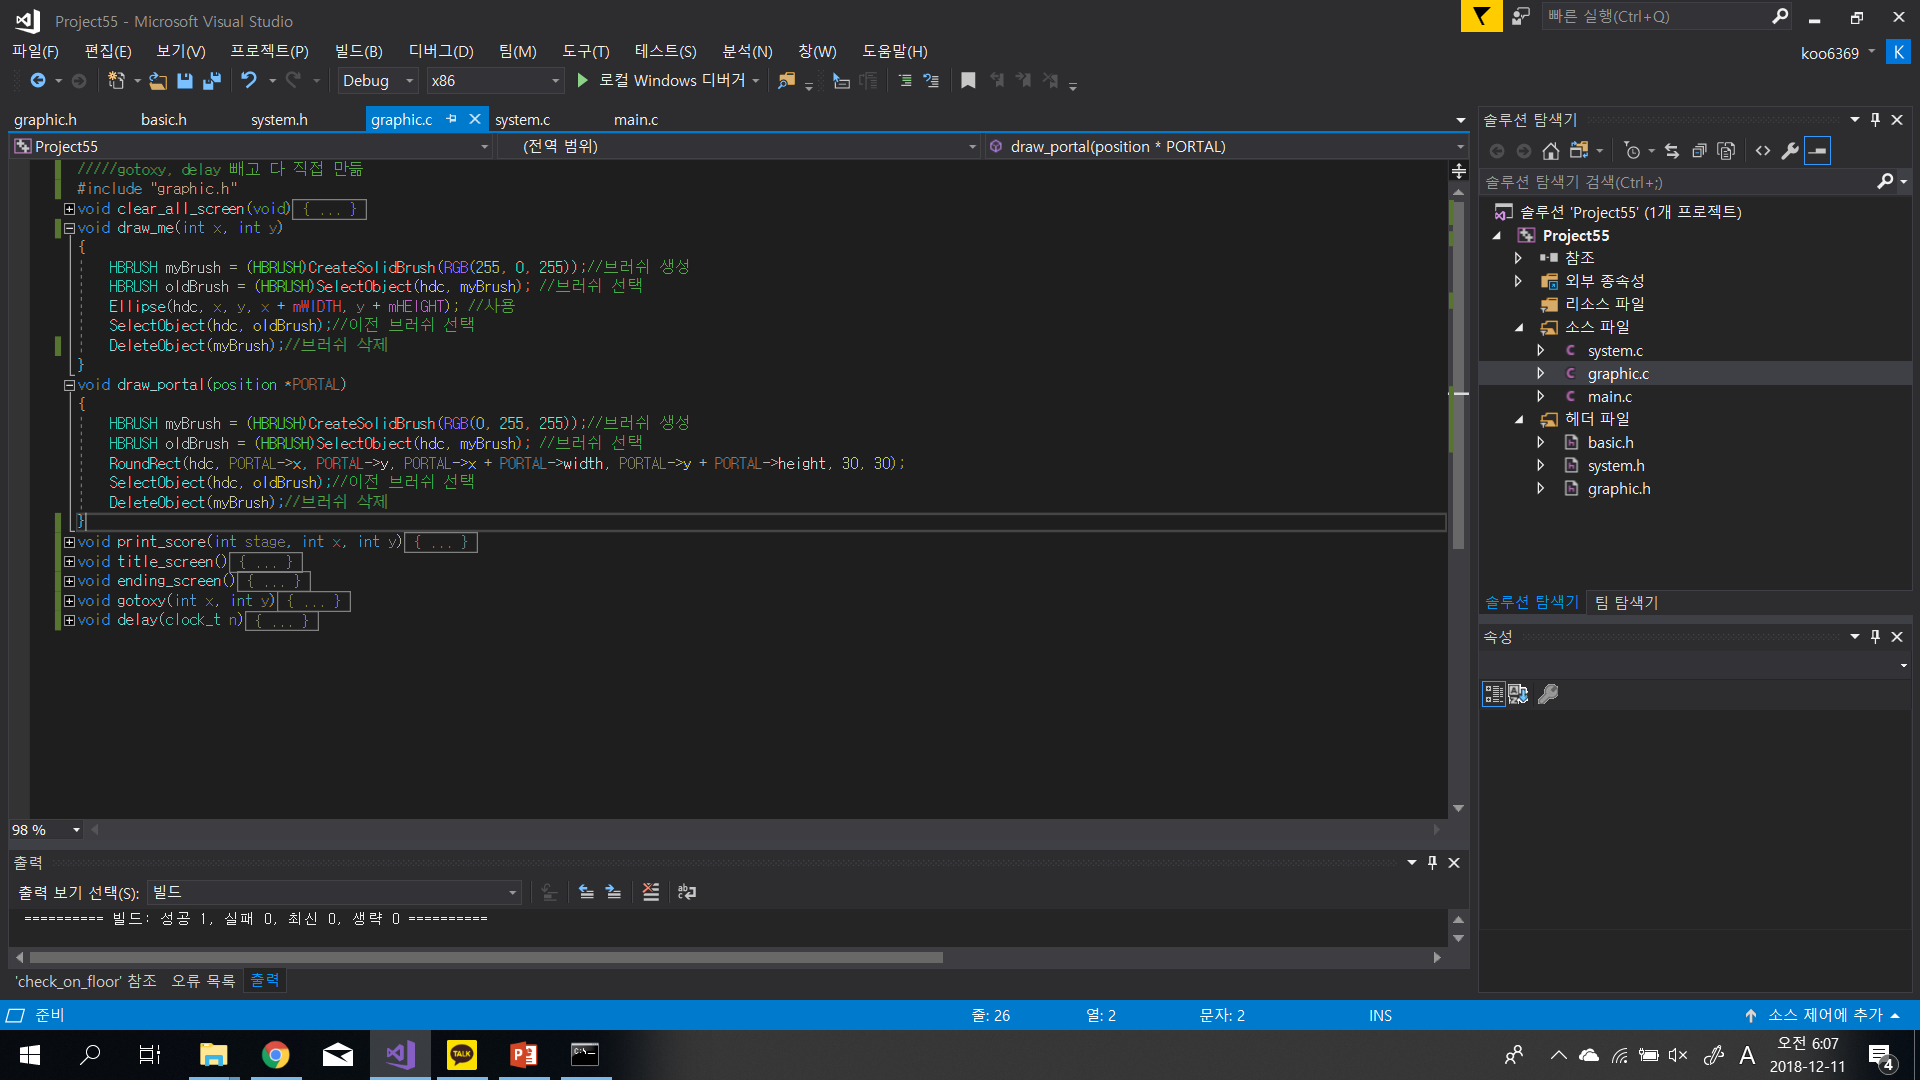 Project55 - Microsoft Visual Studio
빠른 실행(Ctrl+Q)
파일(F) 편집(E) 보기(V) 프로젝트(P) 빌드(B) 디버그(D) 팀(M) 도구(T) 테스트(S) 분석(N) 창(W) 도움말(H)
koo6369 K
Debug x86 로컬 Windows 디버거
graphic.h basic.h system.h graphic.c system.c main.c
Project55 (전역 범위) draw_portal(position * PORTAL)
/////gotoxy, delay 빼고 다 직접 만듦
#include "graphic.h"
void clear_all_screen(void){ ... }
void draw_me(int x, int y)
{
HBRUSH myBrush = (HBRUSH)CreateSolidBrush(RGB(255, 0, 255));//브러쉬 생성
HBRUSH oldBrush = (HBRUSH)SelectObject(hdc, myBrush); //브러쉬 선택
Ellipse(hdc, x, y, x + mWIDTH, y + mHEIGHT); //사용
SelectObject(hdc, oldBrush);//이전 브러쉬 선택
DeleteObject(myBrush);//브러쉬 삭제
}
void draw_portal(position *PORTAL)
{
HBRUSH myBrush = (HBRUSH)CreateSolidBrush(RGB(0, 255, 255));//브러쉬 생성
HBRUSH oldBrush = (HBRUSH)SelectObject(hdc, myBrush); //브러쉬 선택
RoundRect(hdc, PORTAL->x, PORTAL->y, PORTAL->x + PORTAL->width, PORTAL->y + PORTAL->height, 30, 30);
SelectObject(hdc, oldBrush);//이전 브러쉬 선택
DeleteObject(myBrush);//브러쉬 삭제
}
void print_score(int stage, int x, int y){ ... }
void title_screen(){ ... }
void ending_screen(){ ... }
void gotoxy(int x, int y){ ... }
void delay(clock_t n){ ... }
98 %
출력
출력 보기 선택(S): 빌드
========== 빌드: 성공 1, 실패 0, 최신 0, 생략 0 ==========
'check_on_floor' 참조 오류 목록 출력
솔루션 탐색기
솔루션 탐색기 검색(Ctrl+;)
솔루션 'Project55' (1개 프로젝트)
Project55
참조
외부 종속성
리소스 파일
소스 파일
system.c
graphic.c
main.c
헤더 파일
basic.h
system.h
graphic.h
솔루션 탐색기 팀 탐색기
속성
준비 줄: 26 열: 2 문자: 2 INS 소스 제어에 추가
TALK
A
오전 6:07
2018-12-11
4